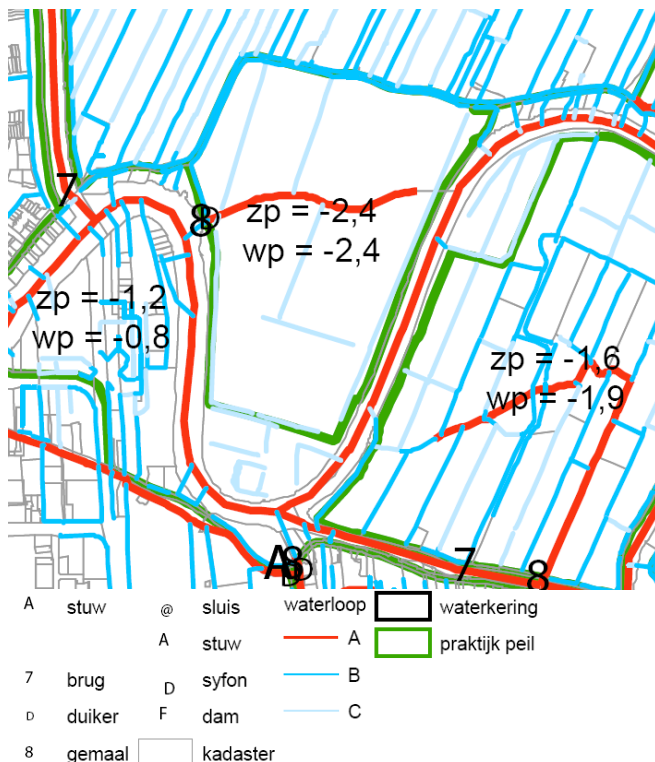 7
8
D
zp = -2,4
wp = -2,4
zp = -1,2
wp = -0,8
zp = -1,6
wp = -1,9
A
8
D
7
8
A stuw @ sluis waterloop waterkering
A stuw A praktijk peil
7 brug D syfon B
D duiker F dam C
8 gemaal kadaster